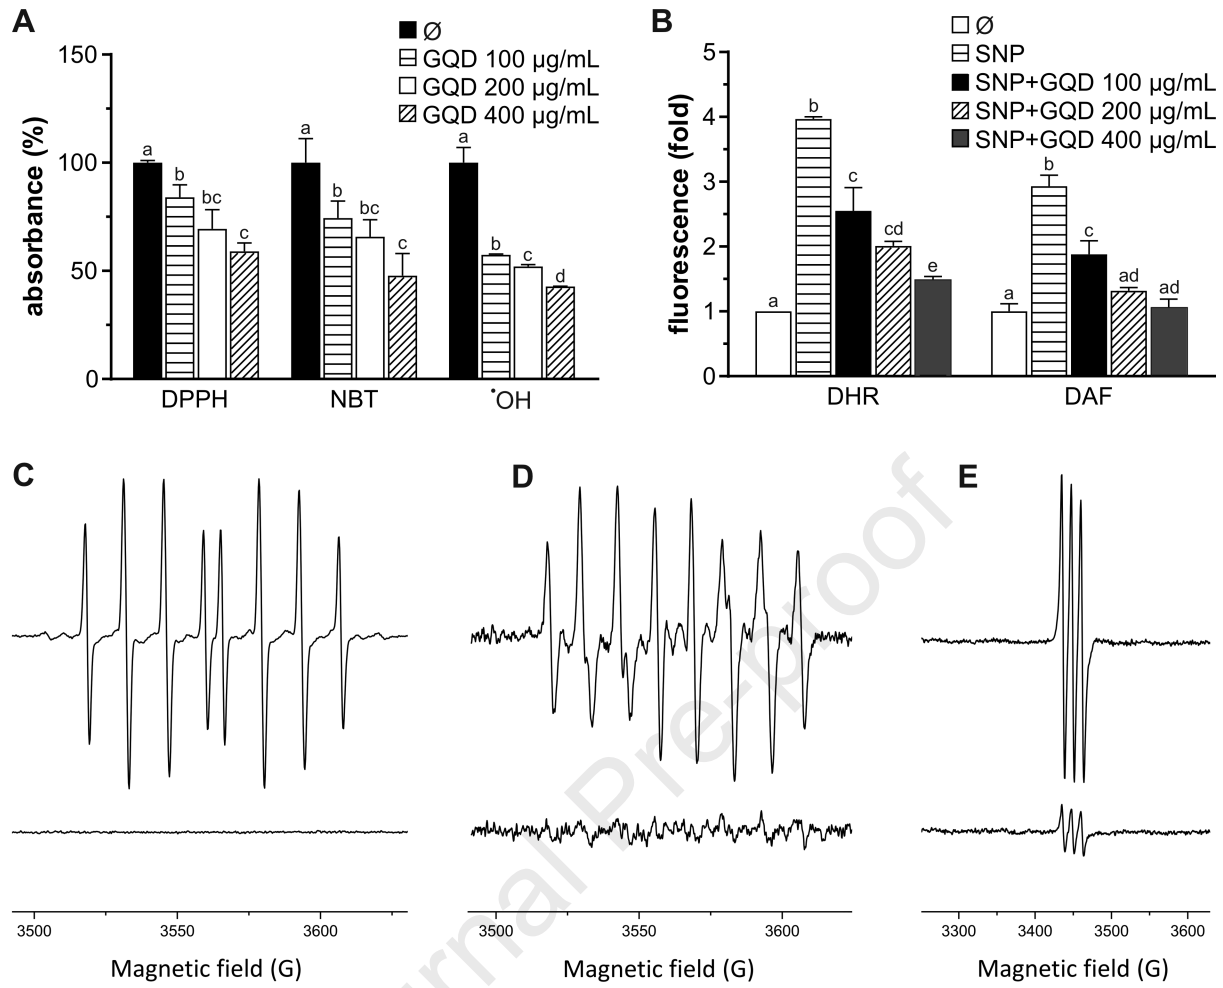 A
Ø
GQD 100 µg/mL
GQD 200 µg/mL
GQD 400 µg/mL
absorbance (%)
150
100
50
0
a
b
bc
c
a
b
bc
c
a
b
c
d
DPPH
NBT
•OH
B
Ø
SNP
SNP+GQD 100 µg/mL
SNP+GQD 200 µg/mL
SNP+GQD 400 µg/mL
fluorescence (fold)
5
4
3
2
1
0
a
b
c
cd
e
a
b
c
ad
ad
DHR
DAF
C
3500
3550
3600
Magnetic field (G)
D
3500
3550
3600
Magnetic field (G)
E
3300
3400
3500
3600
Magnetic field (G)
rnal Pre-proof